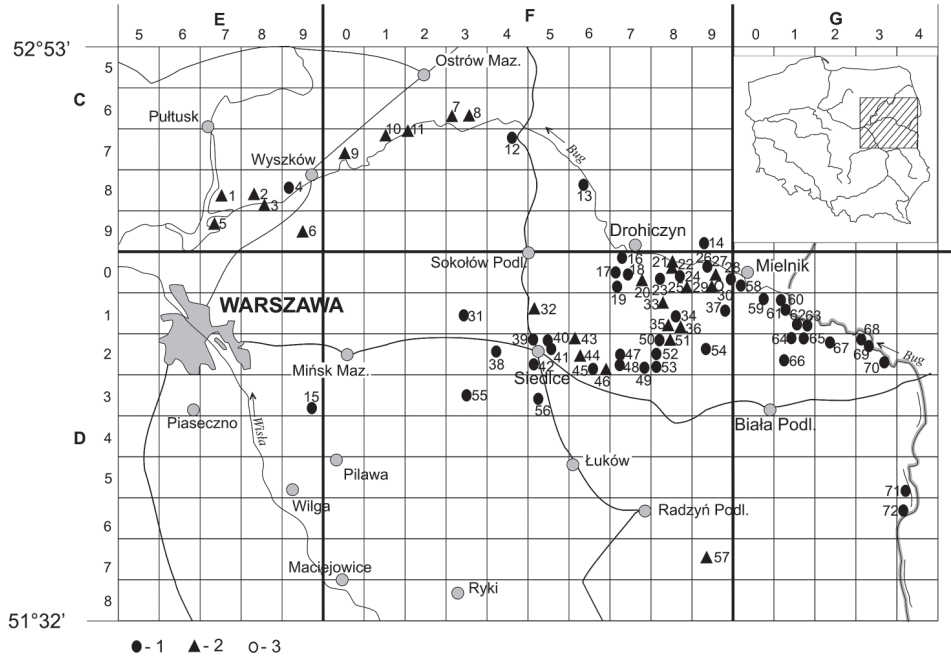 E F G
5 6 7 8 9 0 1 2 3 4 5 6 7 8 9 0 1 2 3 4
52°53'
5
C
6
7
8
9
0
1
2
3
D
4
5
6
7
8
51°32'
Ostrów Maz.
Pułtusk
7 8
10 11
12
Bug
Wyszków
9
4
1 2 3
13
5 6
Drohiczyn
14
Sokołów Podl.
16
17 18
19
20
21 22
23 24
25
26 27
28
29
30
Mielnik
58
59 60
61 62 63
WARSZAWA
31
32
33
34
35 36
37
38
39 40
41
42
43
44
45
46
47
48
49
50 51
52
53
54
64 65
66
67
68
69
70
Bug
Siedlce
Mińsk Maz.
55
56
15
Piaseczno
Wisła
Biała Podl.
Pilawa
Łuków
Wilga
71
72
Radzyń Podl.
57
Maciejowice
Ryki
- 1 - 2 - 3